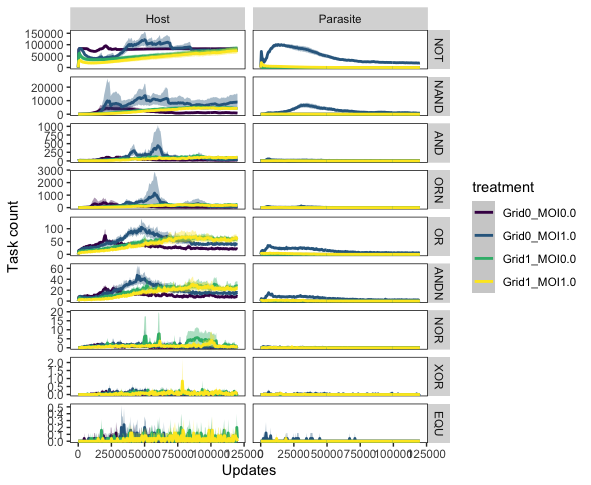 Host Parasite
150000
100000
50000
0
NOT
20000
10000
0
NAND
1000
750
500
250
0
AND
3000
2000
1000
0
ORN
100
50
0
OR
60
40
20
0
ANDN
20
15
10
5
0
NOR
2.0
1.5
1.0
0.5
0.0
XOR
0.5
0.4
0.3
0.2
0.1
0.0
EQU
0 25000 50000 75000 100000 125000 0 25000 50000 75000 100000 125000
Updates
Task count
treatment
Grid0_MOI0.0
Grid0_MOI1.0
Grid1_MOI0.0
Grid1_MOI1.0